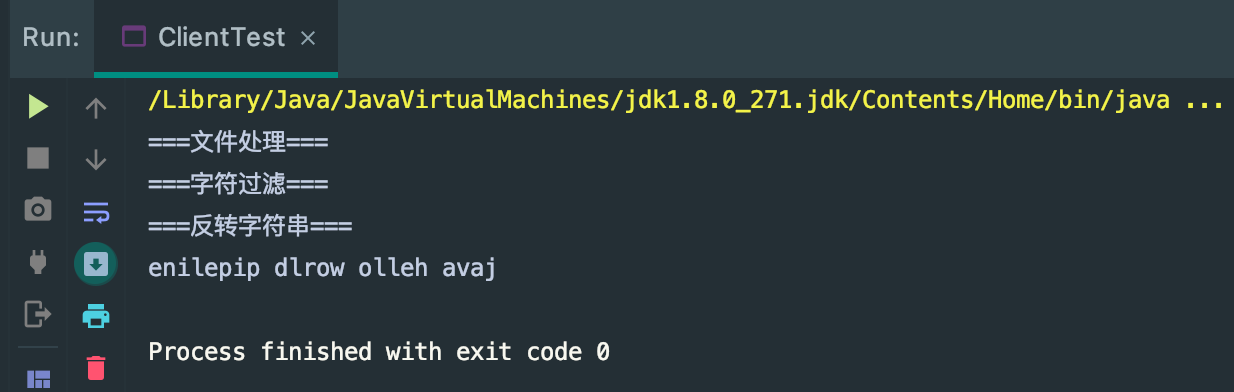 Run: ClientTest ×
/Library/Java/JavaVirtualMachines/jdk1.8.0_271.jdk/Contents/Home/bin/java ...
===文件处理===
===字符过滤===
===反转字符串===
enilepip dlrow olleh avaj
Process finished with exit code 0